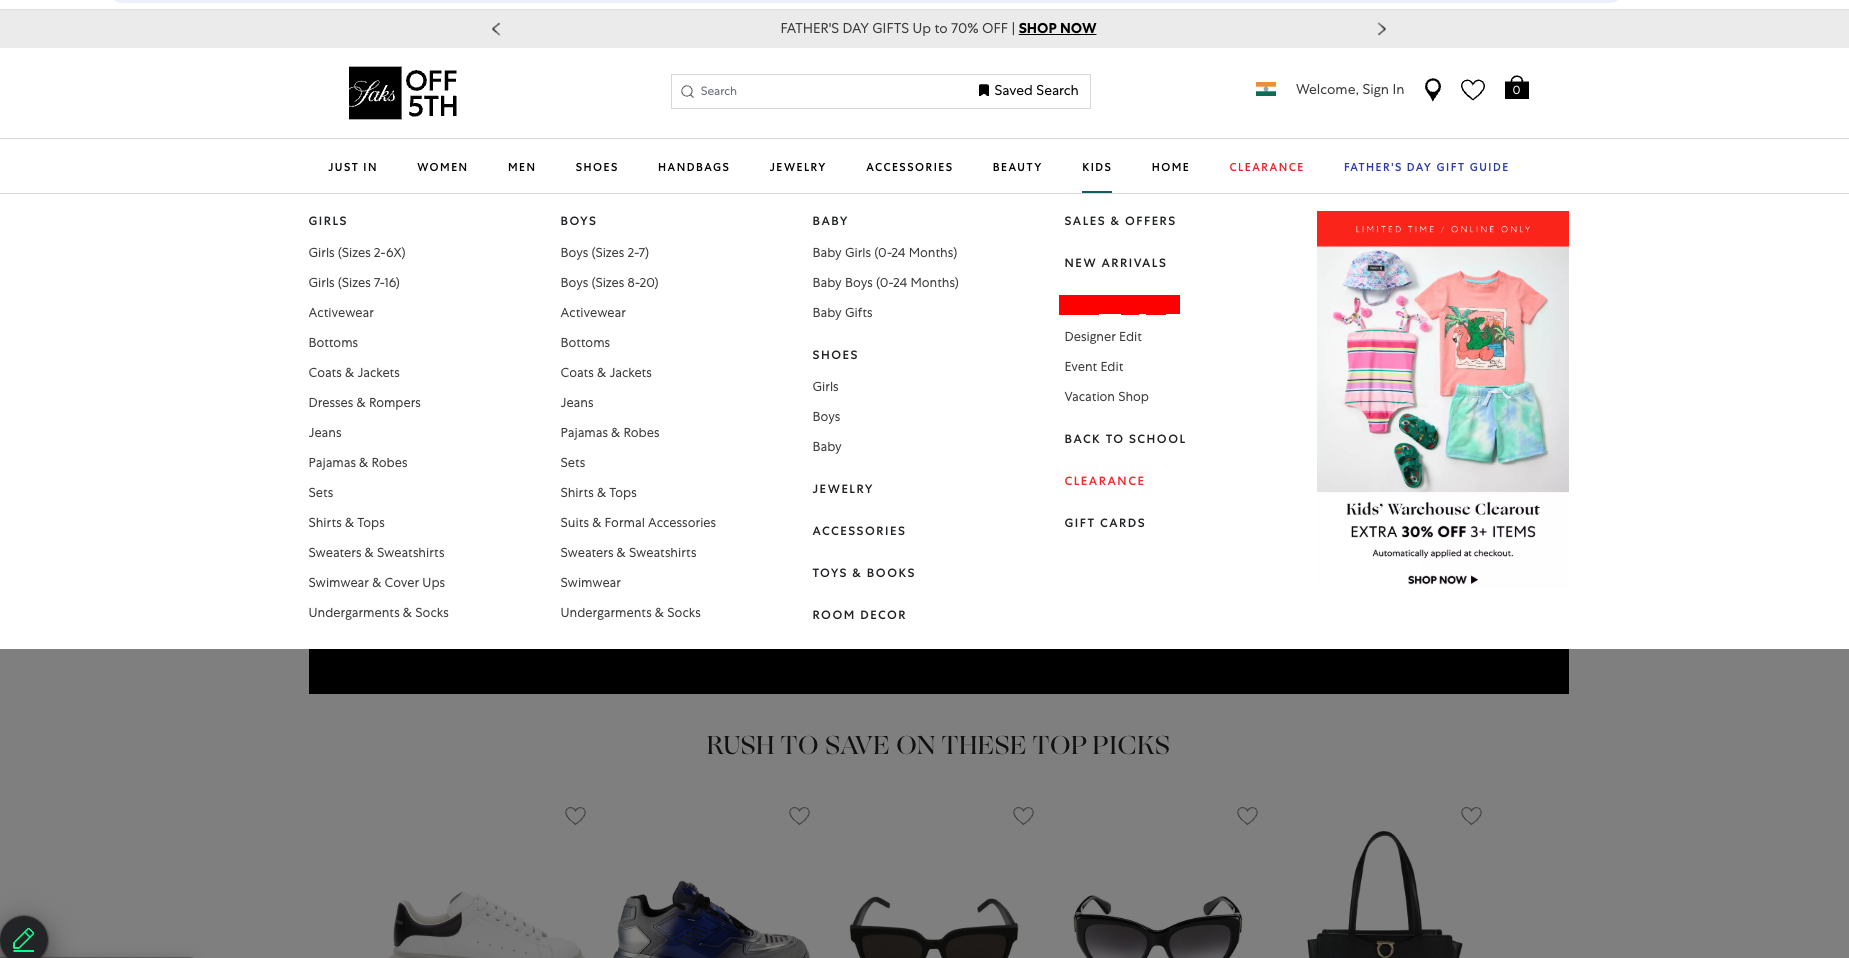 FATHER'S DAY GIFTS Up to 70% OFF | SHOP NOW
Saks OFF
5TH
Search
Saved Search
Welcome, Sign In
0
JUST IN
WOMEN
MEN
SHOES
HANDBAGS
JEWELRY
ACCESSORIES
BEAUTY
KIDS
HOME
CLEARANCE
FATHER'S DAY GIFT GUIDE
GIRLS
Girls (Sizes 2-6X)
Girls (Sizes 7-16)
Activewear
Bottoms
Coats & Jackets
Dresses & Rompers
Jeans
Pajamas & Robes
Sets
Shirts & Tops
Sweaters & Sweatshirts
Swimwear & Cover Ups
Undergarments & Socks
BOYS
Boys (Sizes 2-7)
Boys (Sizes 8-20)
Activewear
Bottoms
Coats & Jackets
Jeans
Pajamas & Robes
Sets
Shirts & Tops
Suits & Formal Accessories
Sweaters & Sweatshirts
Swimwear
Undergarments & Socks
BABY
Baby Girls (0-24 Months)
Baby Boys (0-24 Months)
Baby Gifts
SHOES
Girls
Boys
Baby
JEWELRY
ACCESSORIES
TOYS & BOOKS
ROOM DECOR
SALES & OFFERS
NEW ARRIVALS
Designer Edit
Event Edit
Vacation Shop
BACK TO SCHOOL
CLEARANCE
GIFT CARDS
LIMITED TIME / ONLINE ONLY
Kids' Warehouse Clearout
EXTRA 30% OFF 3+ ITEMS
Automatically applied at checkout.
SHOP NOW
RUSH TO SAVE ON THESE TOP PICKS